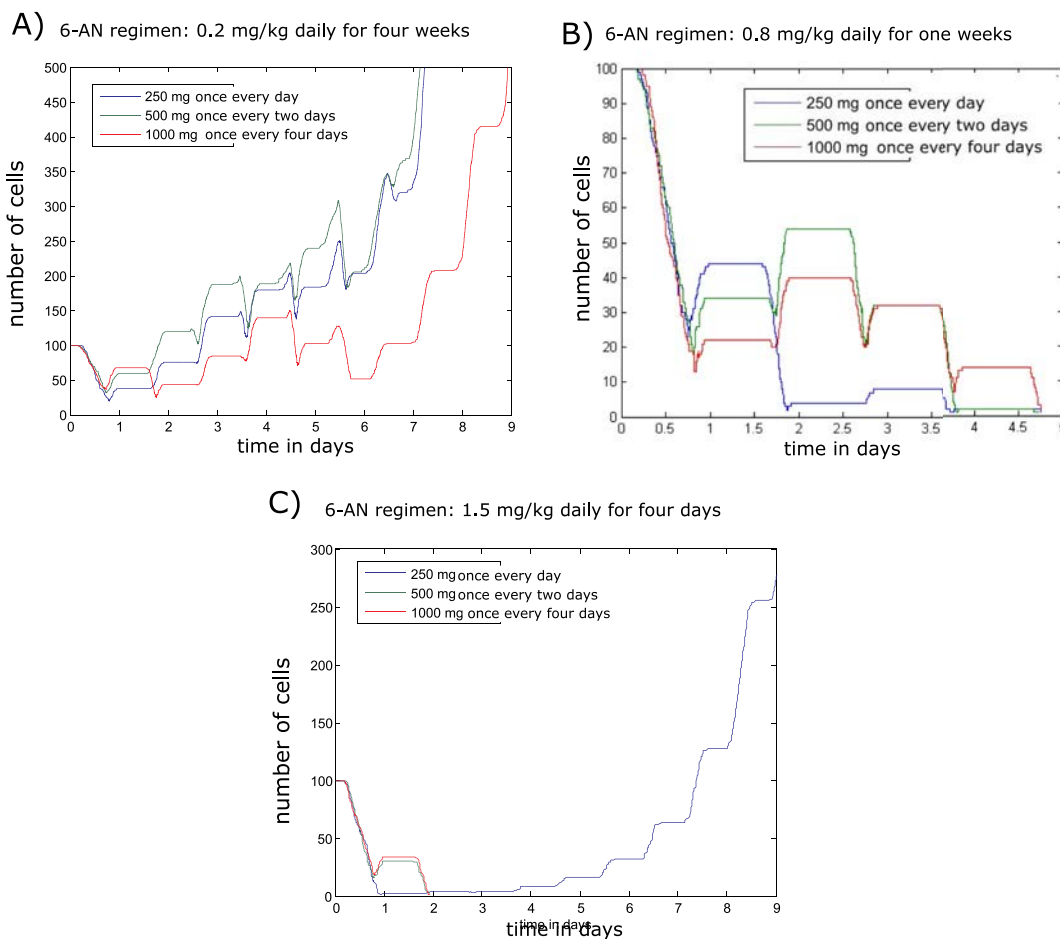 A) 6-AN regimen: 0.2 mg/kg daily for four weeks
500
450
400
350
300
250
200
150
100
50
0
number of cells
250 mg once every day
500 mg once every two days
1000 mg once every four days
0 1 2 3 4 5 6 7 8 9
time in days
B) 6-AN regimen: 0.8 mg/kg daily for one weeks
100
90
80
70
60
50
40
30
20
10
0
number of cells
250 mg once every day
500 mg once every two days
1000 mg once every four days
0 0.5 1 1.5 2 2.5 3 3.5 4 4.5
time in days
C) 6-AN regimen: 1.5 mg/kg daily for four days
300
250
200
150
100
50
0
number of cells
250 mg once every day
500 mg once every two days
1000 mg once every four days
0 1 2 3 4 5 6 7 8 9
time in days
time in days